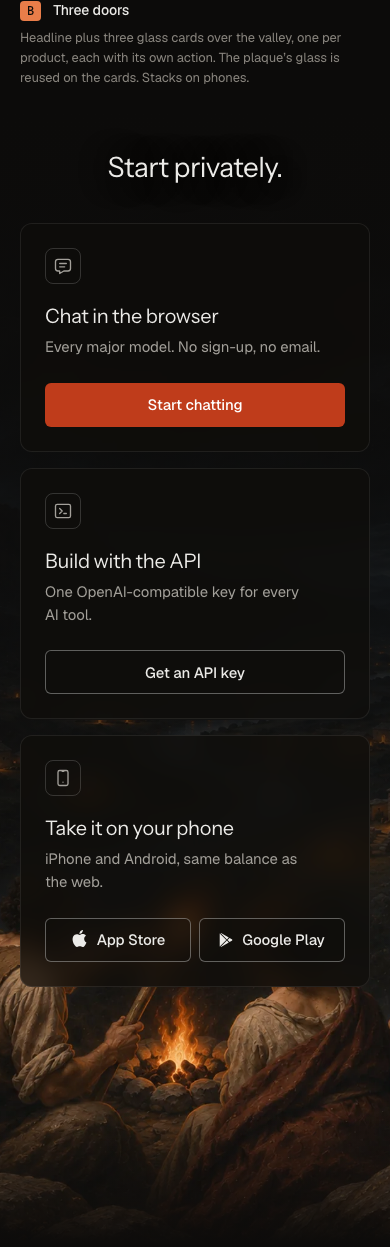 B Three doors
Headline plus three glass cards over the valley, one per
product, each with its own action. The plaque's glass is
reused on the cards. Stacks on phones.
Start privately.
Chat in the browser
Every major model. No sign-up, no email.
Start chatting
Build with the API
One OpenAI-compatible key for every
AI tool.
Get an API key
Take it on your phone
iPhone and Android, same balance as
the web.
App Store
Google Play